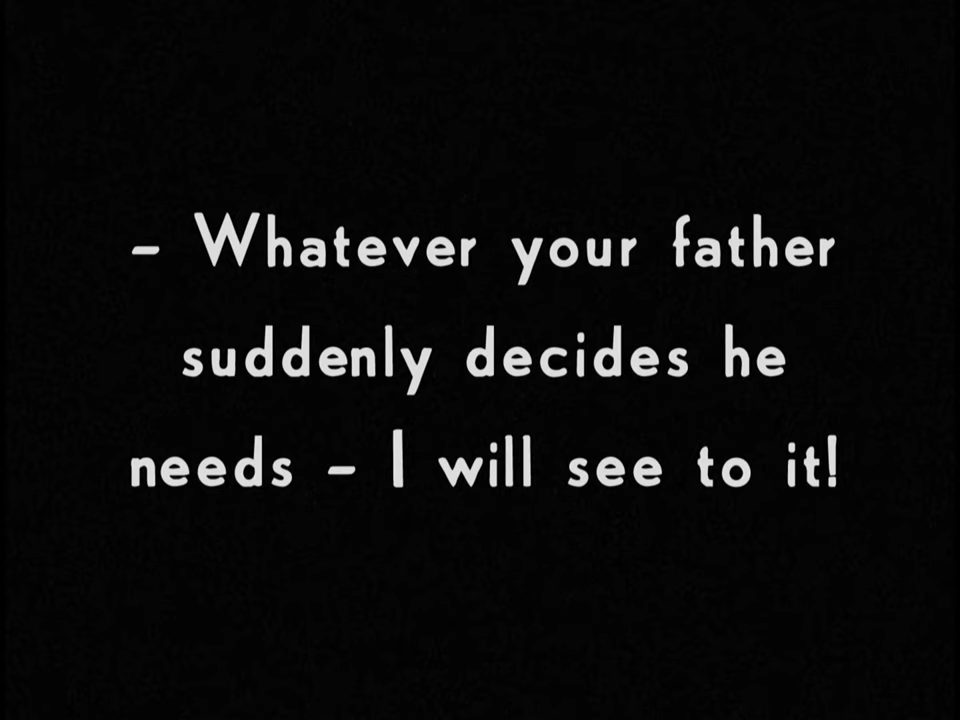 – Whatever your father
suddenly decides he
needs – I will see to it!